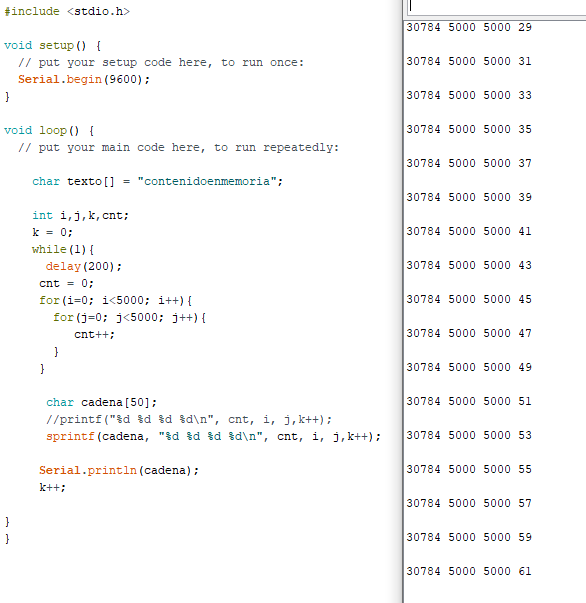 #include <stdio.h>
void setup() {
// put your setup code here, to run once:
Serial.begin(9600);
}
void loop() {
// put your main code here, to run repeatedly:
char texto[] = "contenidoenmemoria";
int i,j,k,cnt;
k = 0;
while(1){
delay(200);
cnt = 0;
for(i=0; i<5000; i++){
for(j=0; j<5000; j++){
cnt++;
}
}
char cadena[50];
//printf("%d %d %d %d\n", cnt, i, j,k++);
sprintf(cadena, "%d %d %d %d\n", cnt, i, j,k++);
Serial.println(cadena);
k++;
}
}
30784 5000 5000 29
30784 5000 5000 31
30784 5000 5000 33
30784 5000 5000 35
30784 5000 5000 37
30784 5000 5000 39
30784 5000 5000 41
30784 5000 5000 43
30784 5000 5000 45
30784 5000 5000 47
30784 5000 5000 49
30784 5000 5000 51
30784 5000 5000 53
30784 5000 5000 55
30784 5000 5000 57
30784 5000 5000 59
30784 5000 5000 61